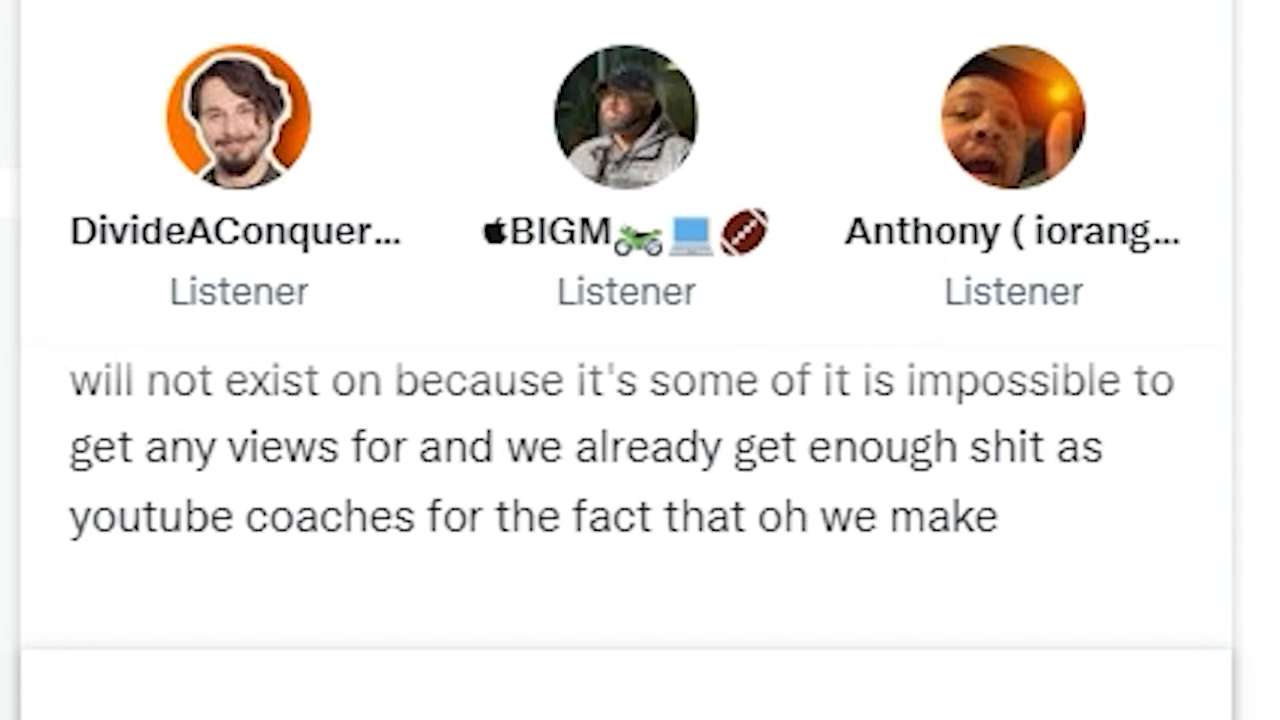 DivideAConquer...
BIGM🏍️💻🏈
Anthony ( iorang...
Listener
Listener
Listener
will not exist on because it's some of it is impossible to
get any views for and we already get enough shit as
youtube coaches for the fact that oh we make